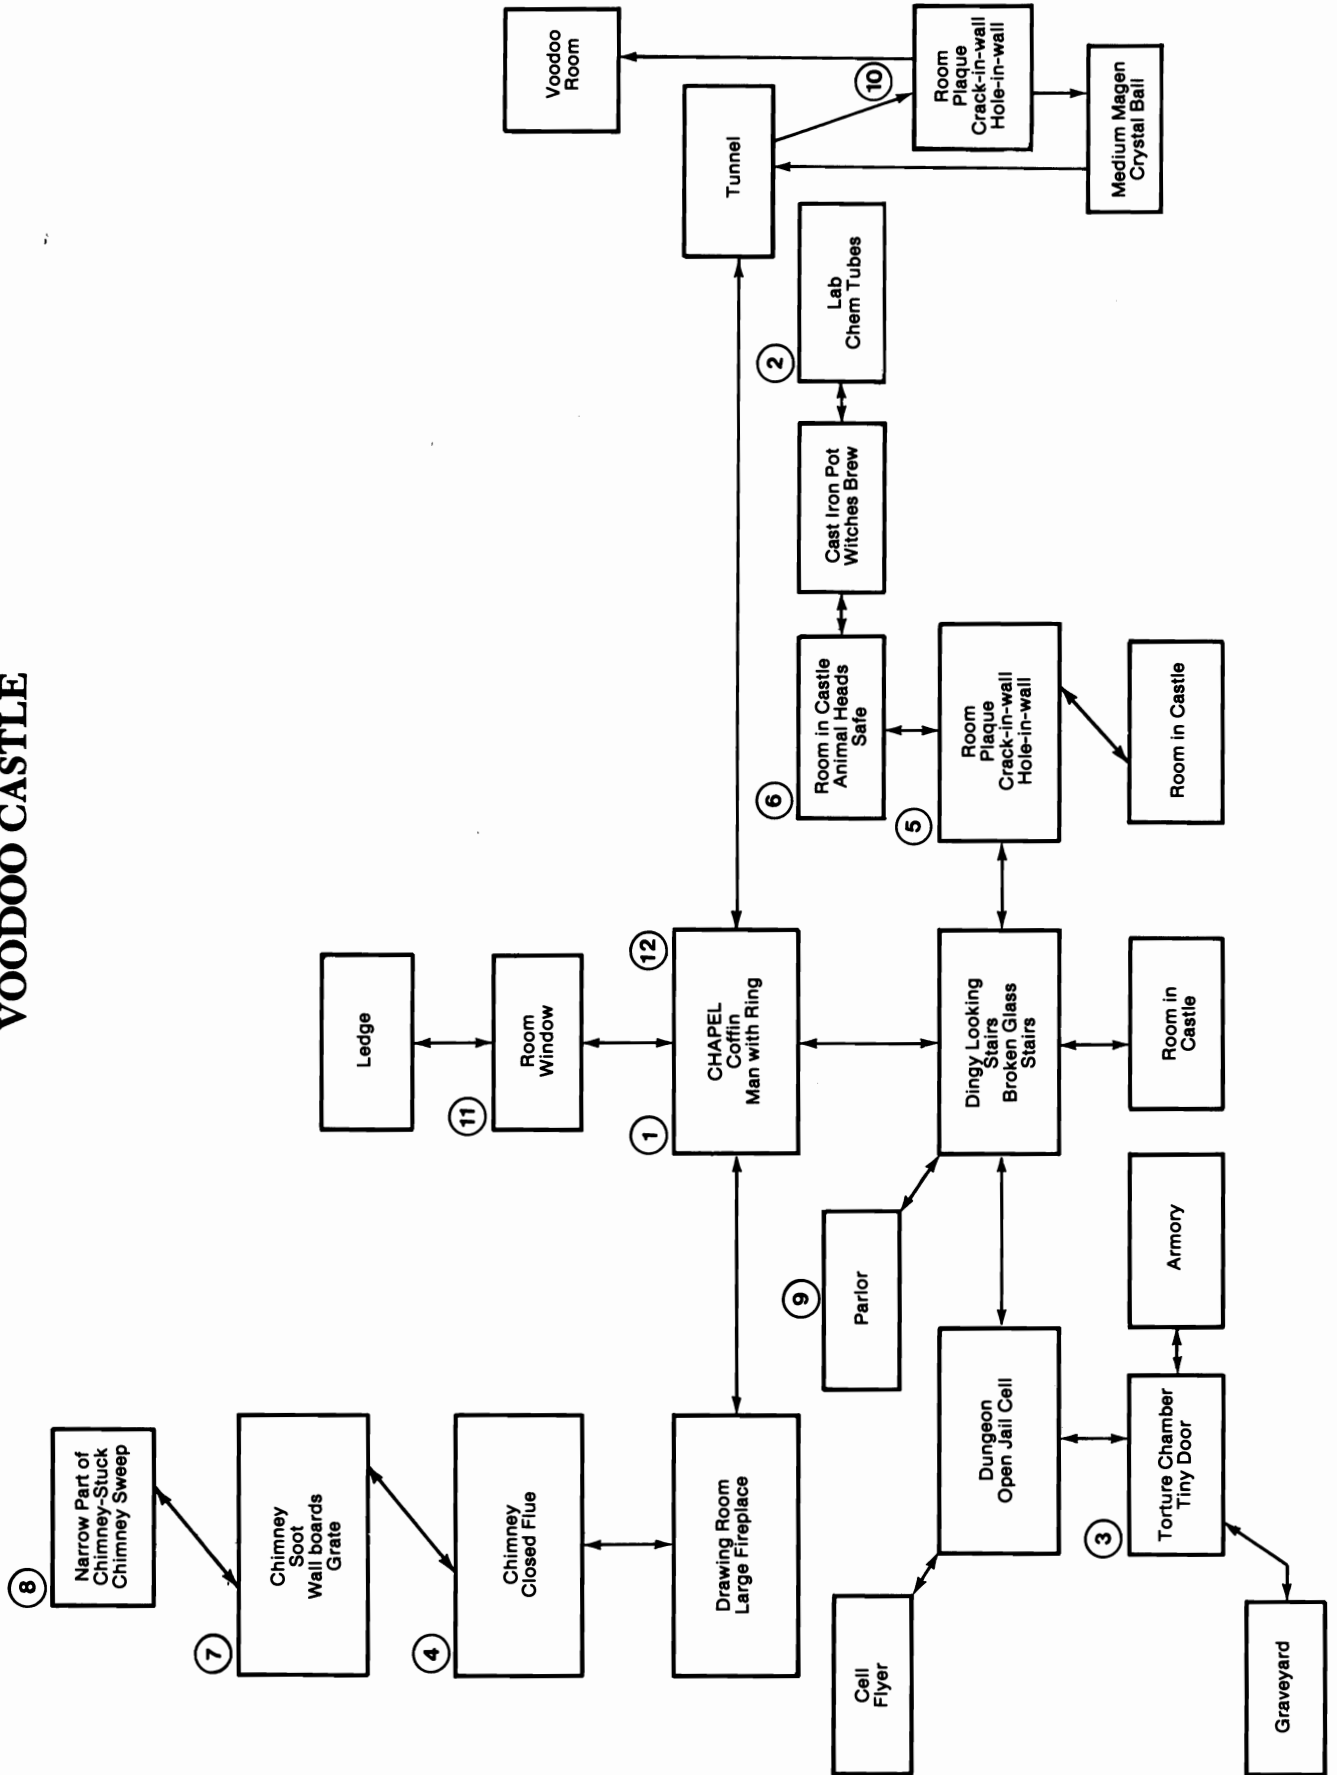 VOODOO CASTLE
8
Narrow Part of
Chimney-Stuck
Chimney Sweep
7
Chimney
Soot
Wall boards
Grate
4
Chimney
Closed Flue
Drawing Room
Large Fireplace
Ledge
11
Room
Window
1
12
CHAPEL
Coffin
Man with Ring
Voodoo
Room
Tunnel
10
Room
Plaque
Crack-in-wall
Hole-in-wall
Medium Magen
Crystal Ball
6
Room in Castle
Animal Heads
Safe
Cast Iron Pot
Witches Brew
2
Lab
Chem Tubes
Cell
Flyer
9
Parlor
Dungeon
Open Jail Cell
Dingy Looking
Stairs
Broken Glass
Stairs
5
Room
Plaque
Crack-in-wall
Hole-in-wall
3
Torture Chamber
Tiny Door
Armory
Room in
Castle
Room in Castle
Graveyard